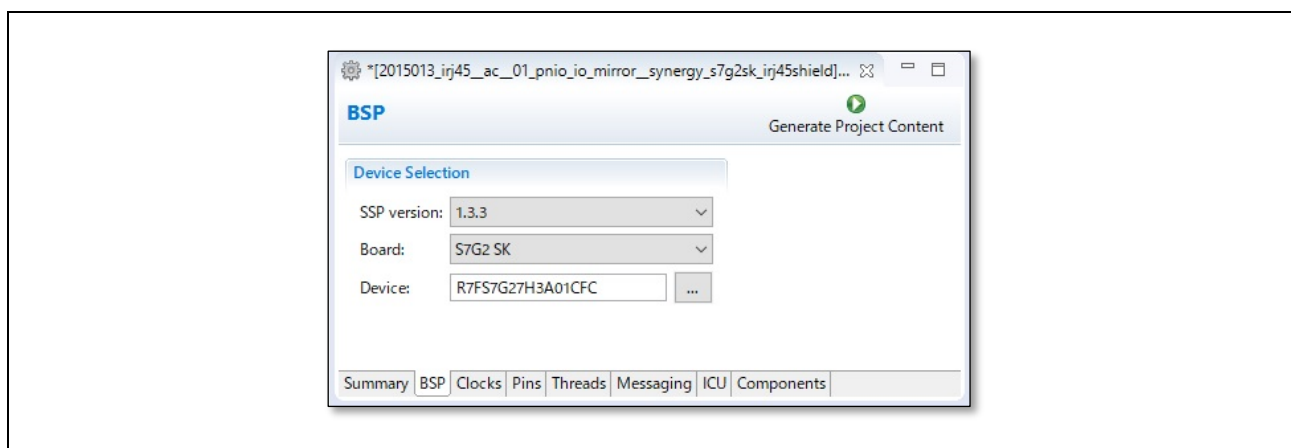 *[2015013_irj45__ac__01_pnio_io_mirror__synergy_s7g2sk_irj45shield]...
BSP
Generate Project Content
Device Selection
SSP version: 1.3.3
Board: S7G2 SK
Device: R7FS7G27H3A01CFC ...
Summary BSP Clocks Pins Threads Messaging ICU Components